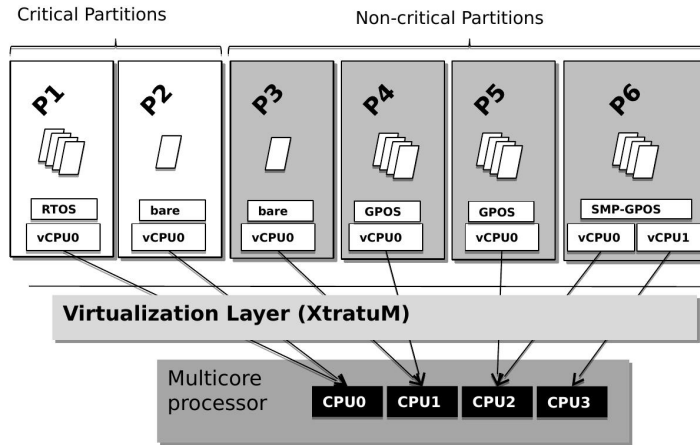 Critical Partitions
Non-critical Partitions
P1
P2
P3
P4
P5
P6
RTOS
bare
bare
GPOS
GPOS
SMP-GPOS
vCPU0
vCPU0
vCPU0
vCPU0
vCPU0
vCPU0
vCPU1
Virtualization Layer (XtratuM)
Multicore
processor
CPU0
CPU1
CPU2
CPU3